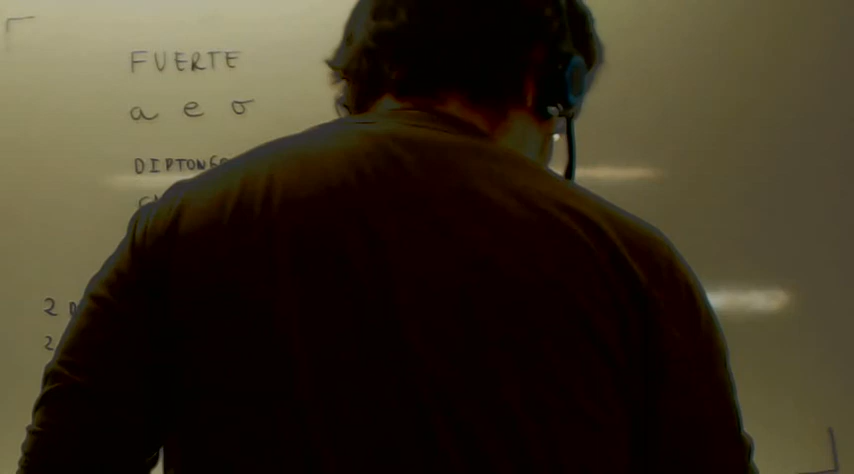 FUERTE
a e o
DIPTONGO
2
2